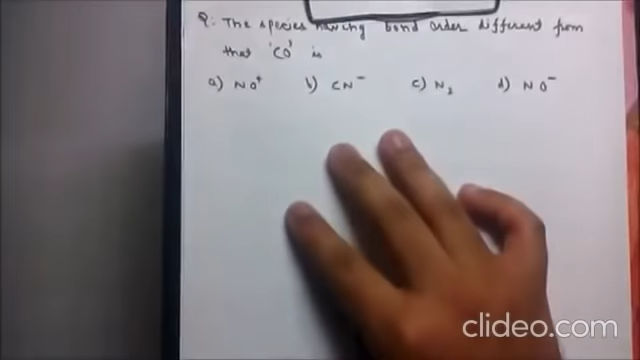 Q: The species having bond order different from
that 'CO' is
a) NO⁺ b) CN⁻ c) N₂ d) NO⁻
clideo.com